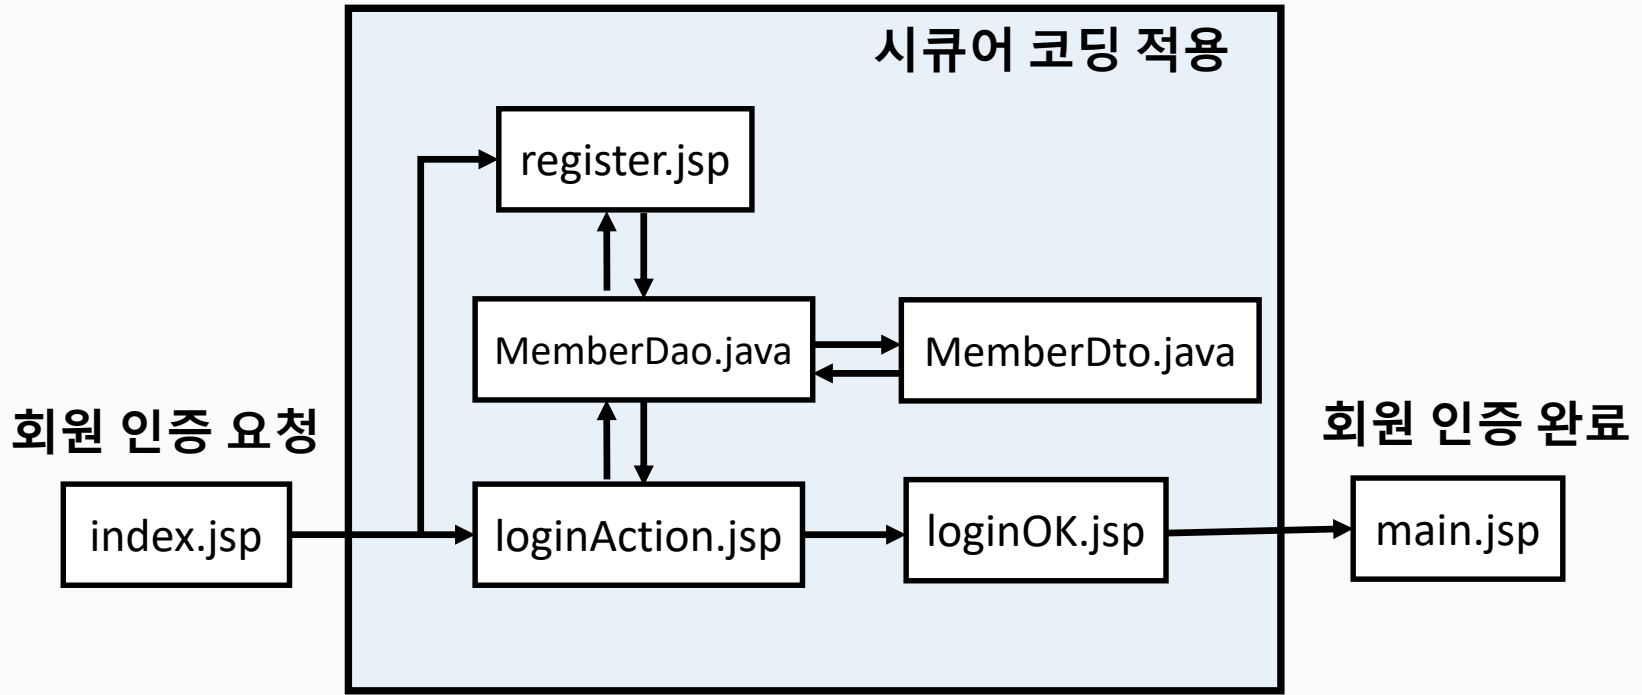 시큐어 코딩 적용
register.jsp
MemberDao.java
MemberDto.java
회원 인증 요청
회원 인증 완료
index.jsp
loginAction.jsp
loginOK.jsp
main.jsp